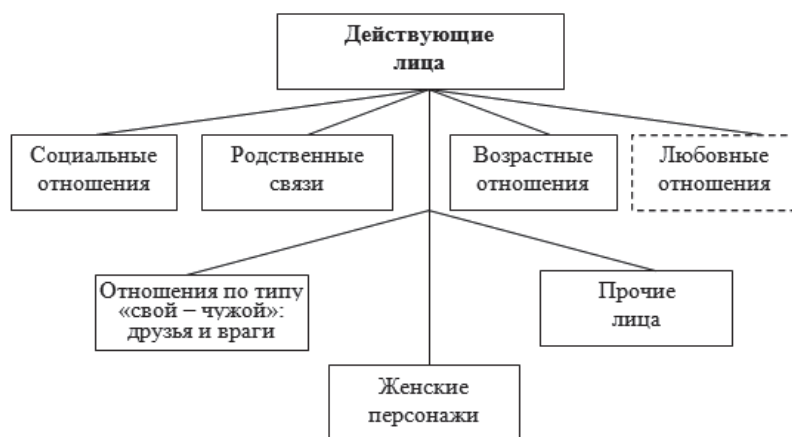 Действующие
лица
Социальные
отношения
Родственные
связи
Возрастные
отношения
Любовные
отношения
Отношения по типу
«свой – чужой»:
друзья и враги
Прочие
лица
Женские
персонажи